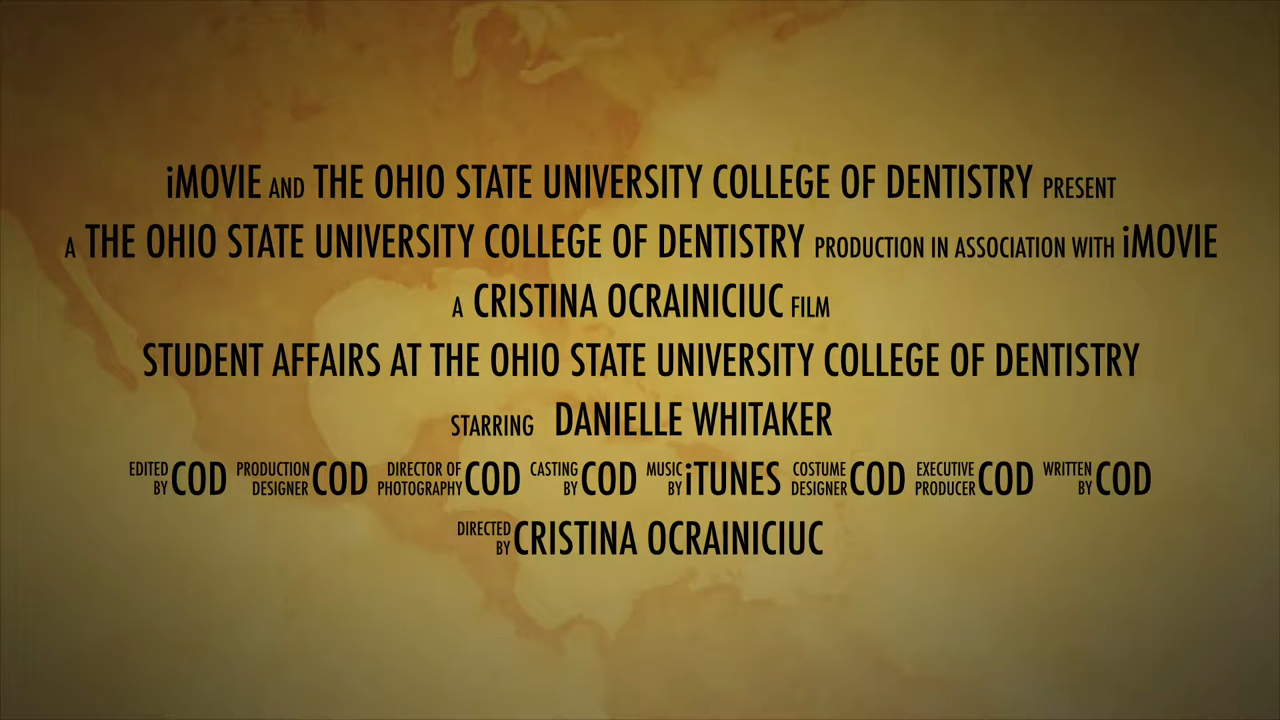 iMOVIE AND THE OHIO STATE UNIVERSITY COLLEGE OF DENTISTRY PRESENT
A THE OHIO STATE UNIVERSITY COLLEGE OF DENTISTRY PRODUCTION IN ASSOCIATION WITH iMOVIE
A CRISTINA OCRAINICIUC FILM
STUDENT AFFAIRS AT THE OHIO STATE UNIVERSITY COLLEGE OF DENTISTRY
STARRING DANIELLE WHITAKER
EDITED BY COD PRODUCTION DESIGNER COD DIRECTOR OF PHOTOGRAPHY COD CASTING BY COD MUSIC BY iTUNES COSTUME DESIGNER COD EXECUTIVE PRODUCER COD WRITTEN BY COD
DIRECTED BY CRISTINA OCRAINICIUC